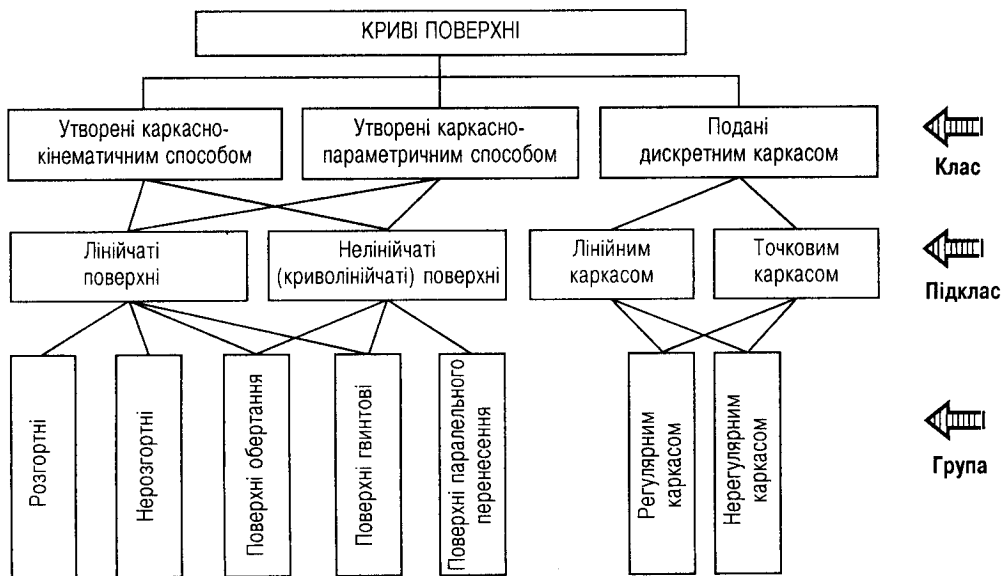 КРИВІ ПОВЕРХНІ
Утворені каркасно-
кінематичним способом
Утворені каркасно-
параметричним способом
Подані
дискретним каркасом
Клас
Лінійчаті
поверхні
Нелінійчаті
(криволінійчаті) поверхні
Лінійним
каркасом
Точковим
каркасом
Підклас
Розгортні
Нерозгортні
Поверхні обертання
Поверхні гвинтові
Поверхні паралельного
перенесення
Регулярним
каркасом
Нерегулярним
каркасом
Група